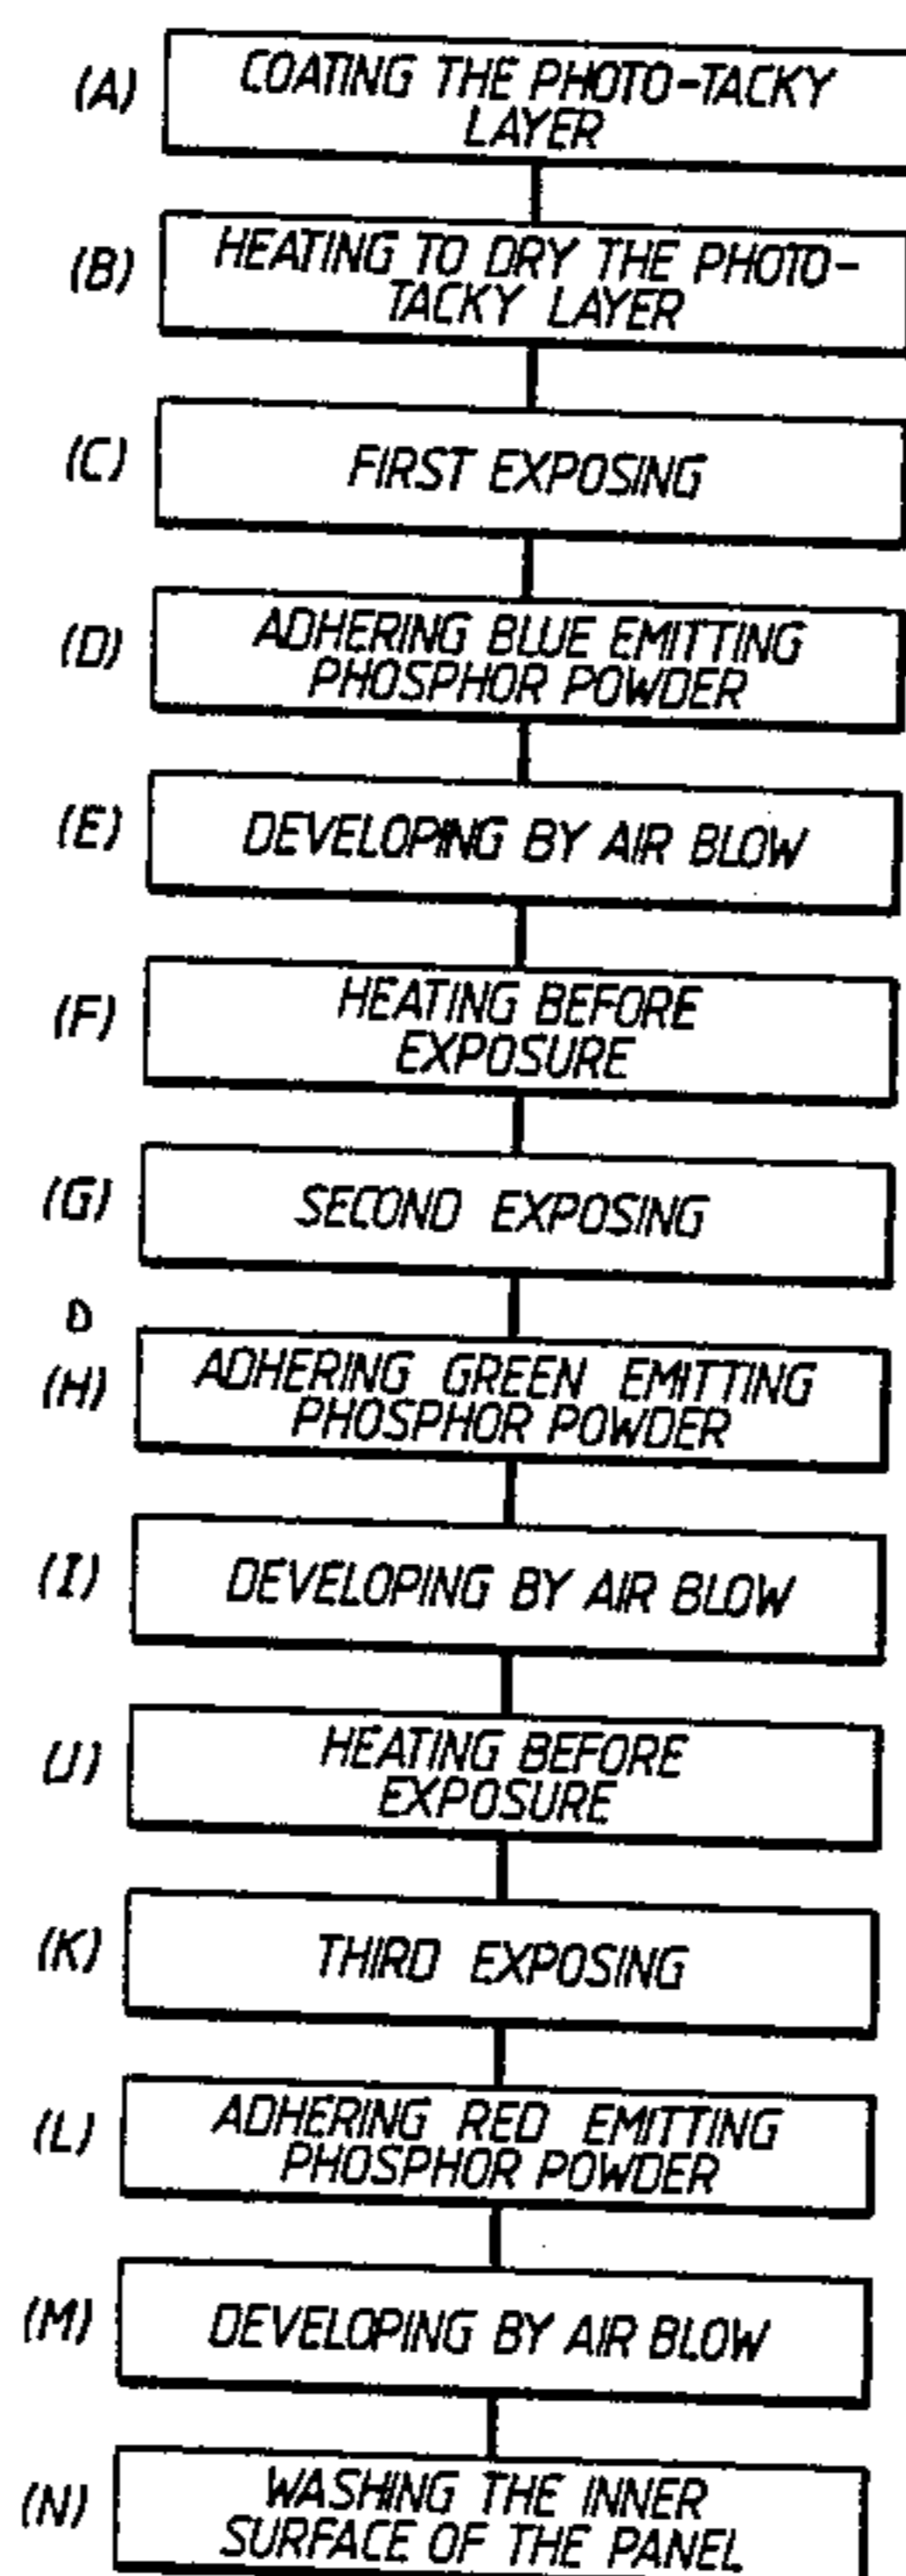 (A) COATING THE PHOTO-TACKY
LAYER
(B) HEATING TO DRY THE PHOTO-
TACKY LAYER
(C) FIRST EXPOSING
(D) ADHERING BLUE EMITTING
PHOSPHOR POWDER
(E) DEVELOPING BY AIR BLOW
(F) HEATING BEFORE
EXPOSURE
(G) SECOND EXPOSING
D
(H) ADHERING GREEN EMITTING
PHOSPHOR POWDER
(I) DEVELOPING BY AIR BLOW
(J) HEATING BEFORE
EXPOSURE
(K) THIRD EXPOSING
(L) ADHERING RED EMITTING
PHOSPHOR POWDER
(M) DEVELOPING BY AIR BLOW
(N) WASHING THE INNER
SURFACE OF THE PANEL